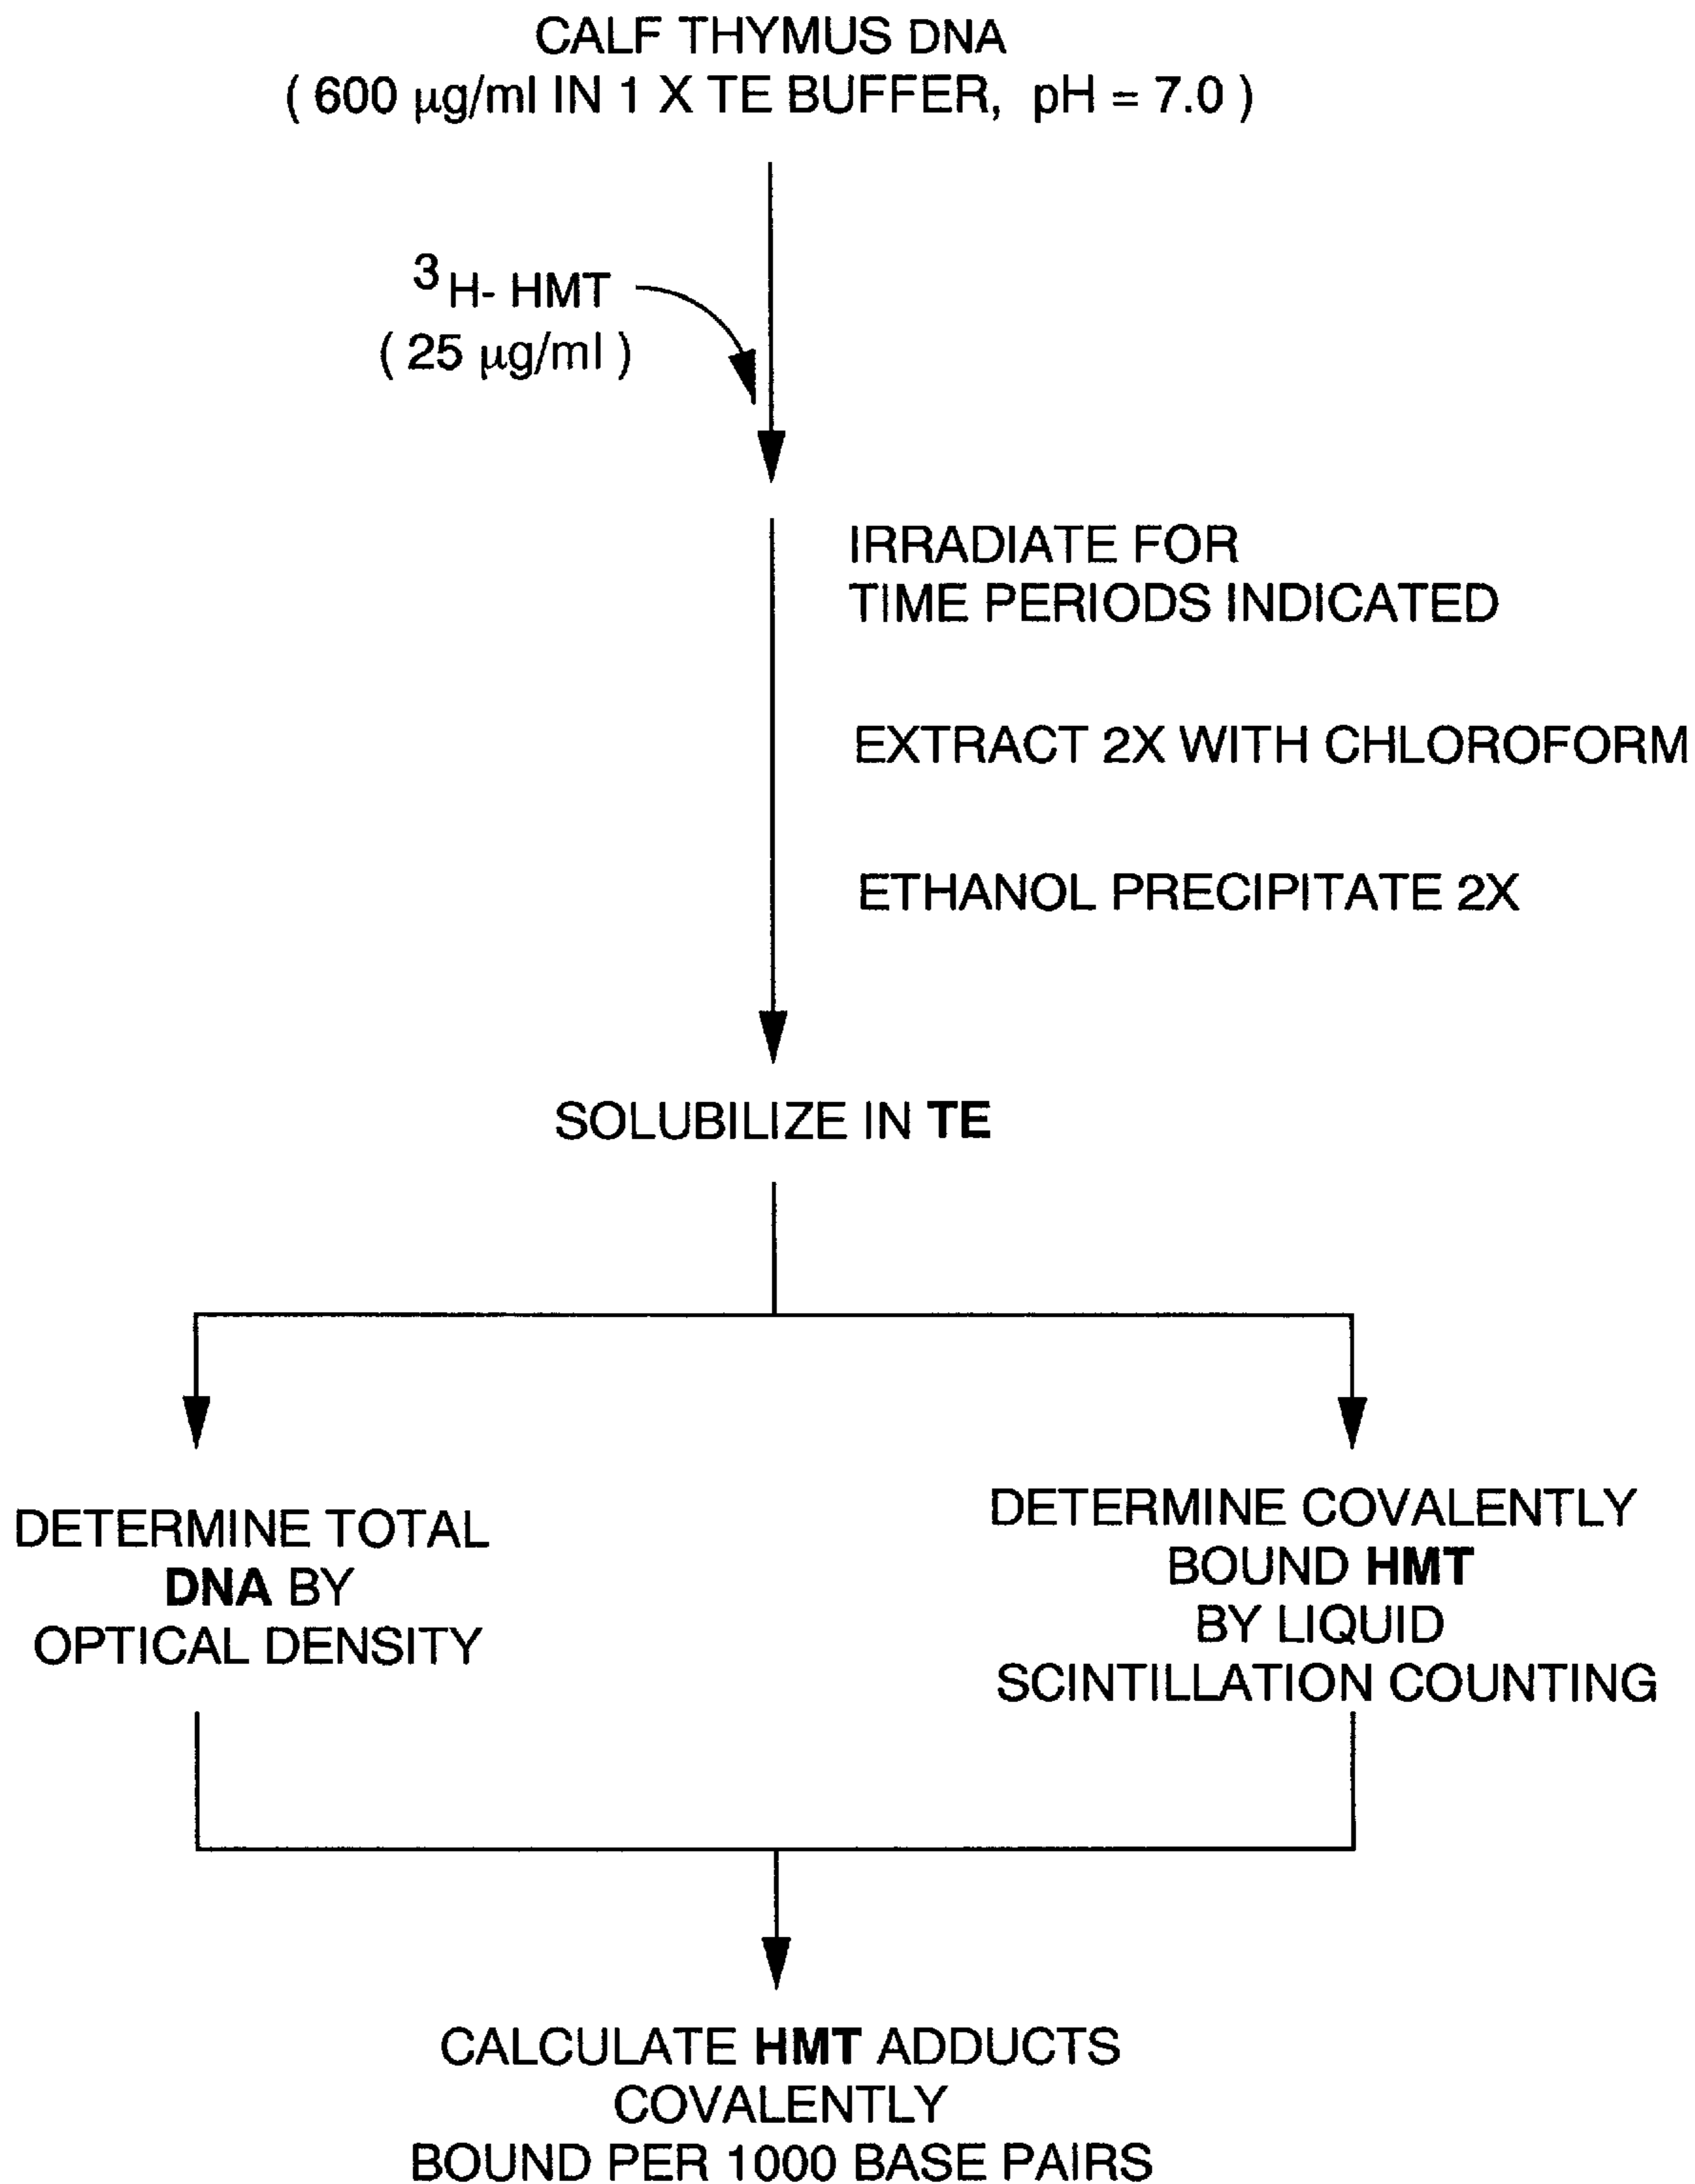 CALF THYMUS DNA
( 600 µg/ml IN 1 X TE BUFFER, pH = 7.0 )
³H- HMT
( 25 µg/ml )
IRRADIATE FOR
TIME PERIODS INDICATED
EXTRACT 2X WITH CHLOROFORM
ETHANOL PRECIPITATE 2X
SOLUBILIZE IN TE
DETERMINE TOTAL
DNA BY
OPTICAL DENSITY
DETERMINE COVALENTLY
BOUND HMT
BY LIQUID
SCINTILLATION COUNTING
CALCULATE HMT ADDUCTS
COVALENTLY
BOUND PER 1000 BASE PAIRS